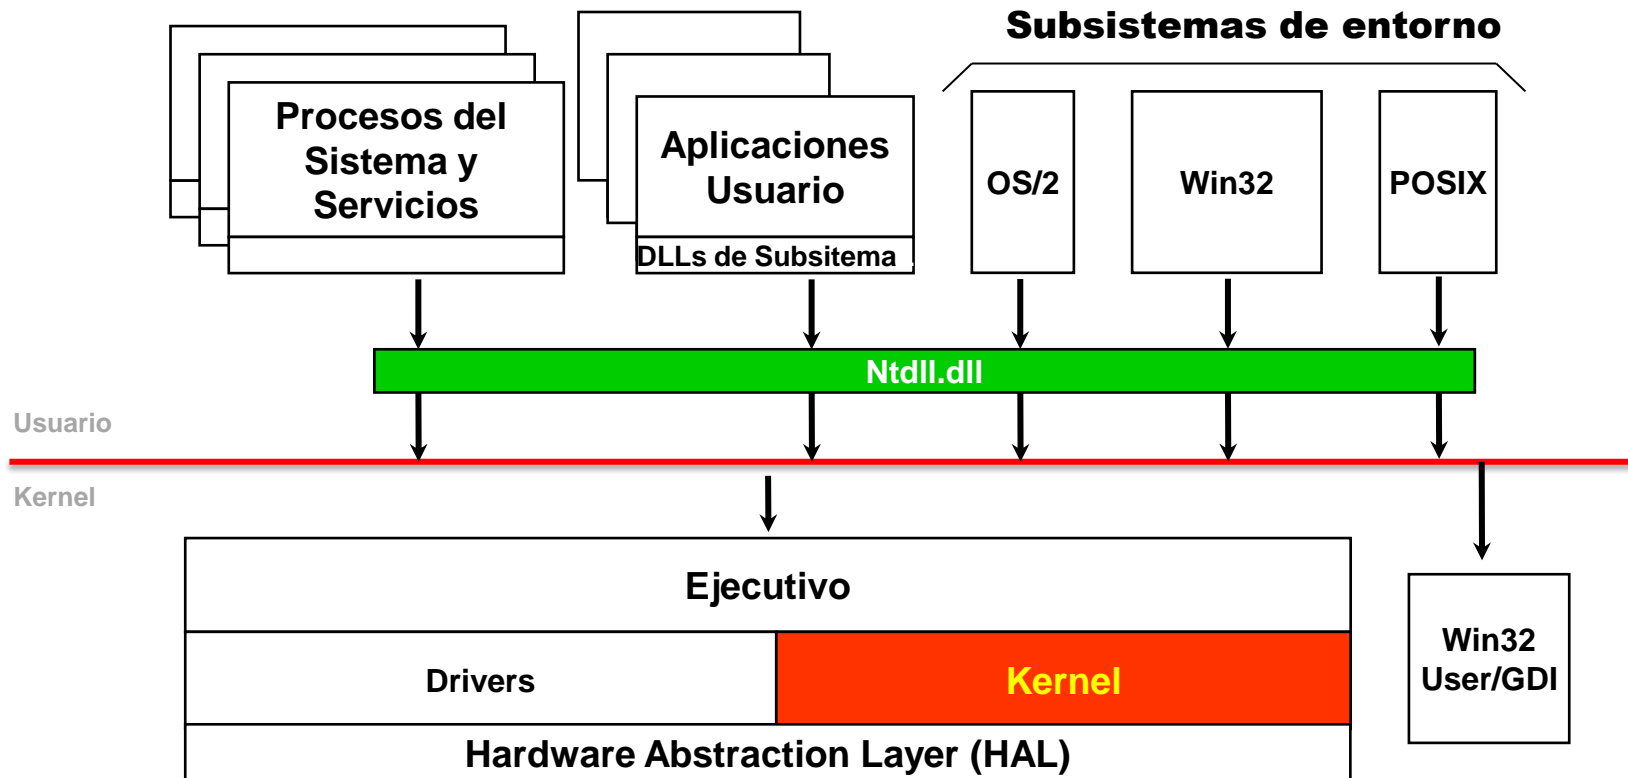 Subsistemas de entorno
Procesos del
Sistema y
Servicios
Aplicaciones
Usuario
DLLs de Subsitema
OS/2
Win32
POSIX
Ntdll.dll
Usuario
Kernel
Ejecutivo
Drivers
Kernel
Win32
User/GDI
Hardware Abstraction Layer (HAL)